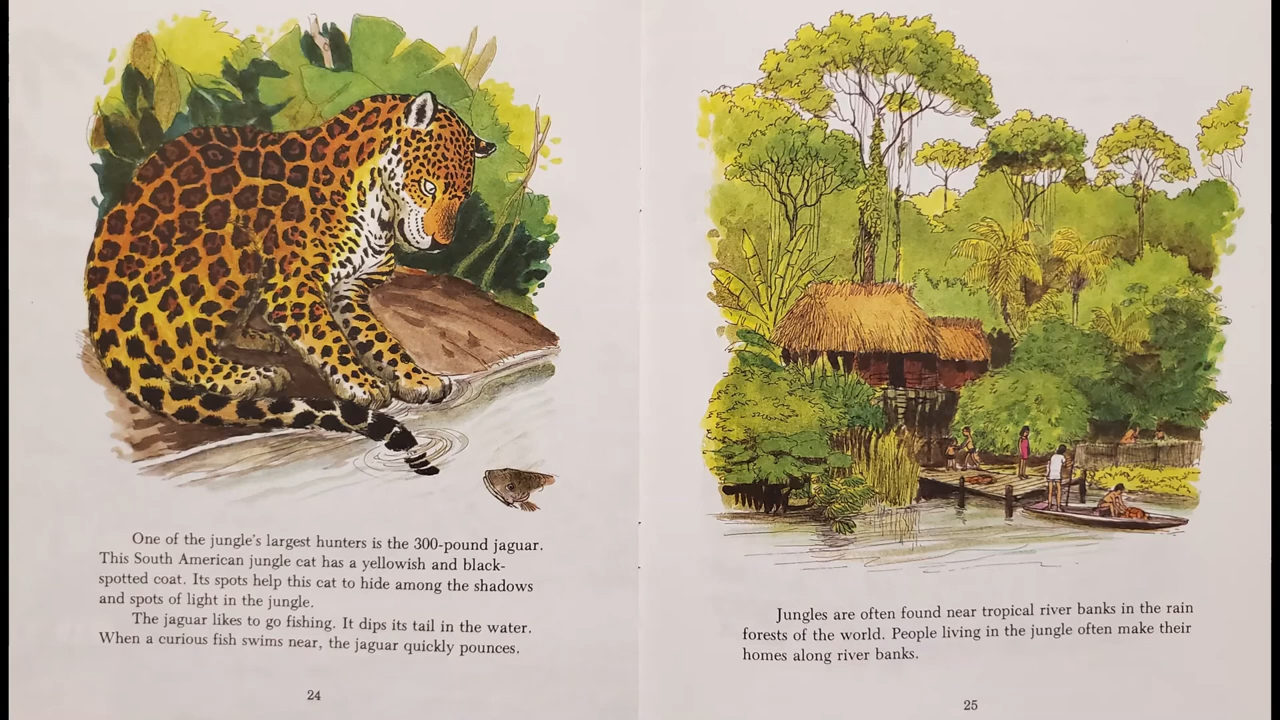 One of the jungle's largest hunters is the 300-pound jaguar.
This South American jungle cat has a yellowish and black-
spotted coat. Its spots help this cat to hide among the shadows
and spots of light in the jungle.
The jaguar likes to go fishing. It dips its tail in the water.
When a curious fish swims near, the jaguar quickly pounces.
24
Jungles are often found near tropical river banks in the rain
forests of the world. People living in the jungle often make their
homes along river banks.
25